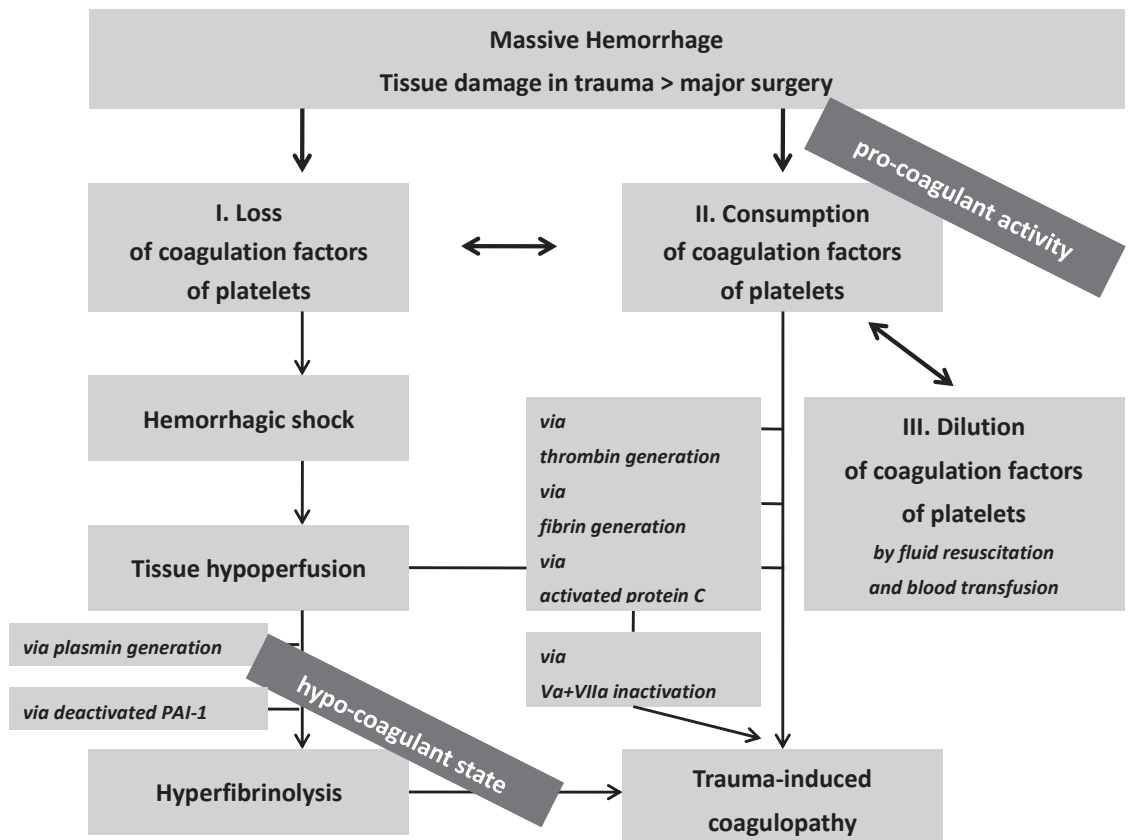 Massive Hemorrhage
Tissue damage in trauma > major surgery
pro-coagulant activity
I. Loss
of coagulation factors
of platelets
II. Consumption
of coagulation factors
of platelets
Hemorrhagic shock
via
thrombin generation
via
fibrin generation
via
activated protein C
III. Dilution
of coagulation factors
of platelets
by fluid resuscitation
and blood transfusion
Tissue hypoperfusion
via plasmin generation
via deactivated PAI-1
hypo-coagulant state
via
Va+VIIa inactivation
Hyperfibrinolysis
Trauma-induced
coagulopathy